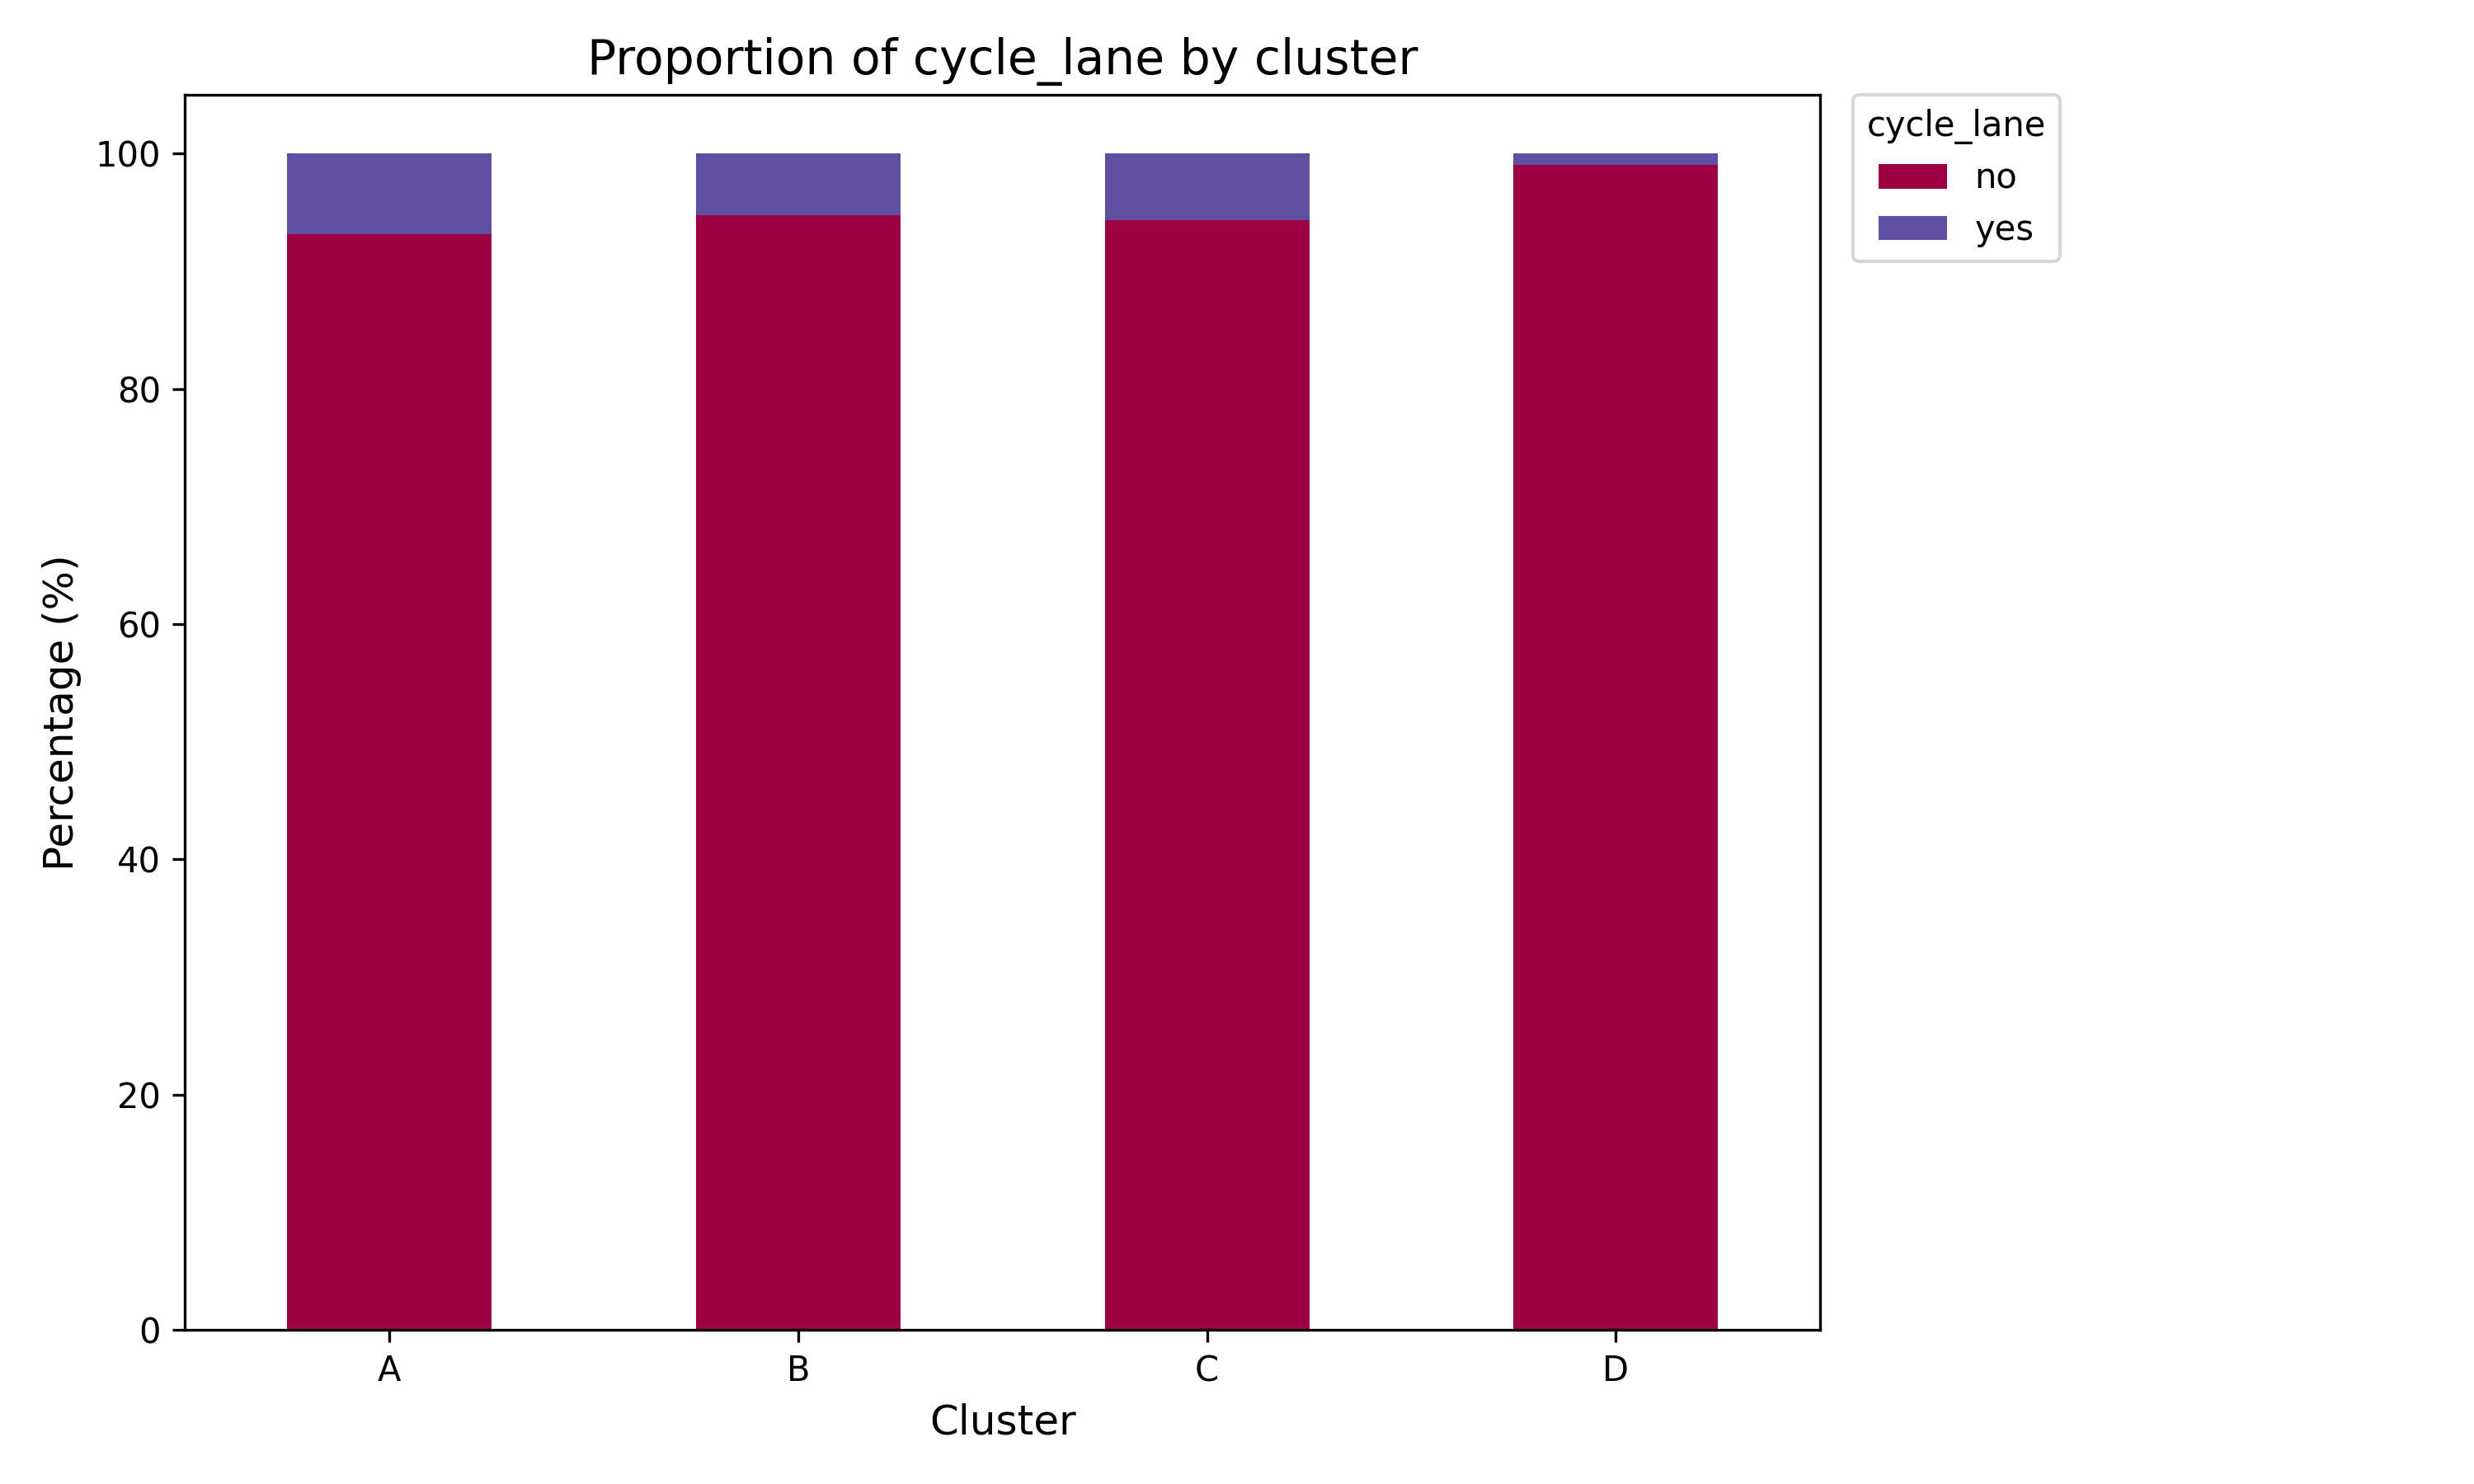 Proportion of cycle_lane by cluster
cycle_lane
no
yes
Percentage (%)
100
80
60
40
20
0
A
B
C
D
Cluster